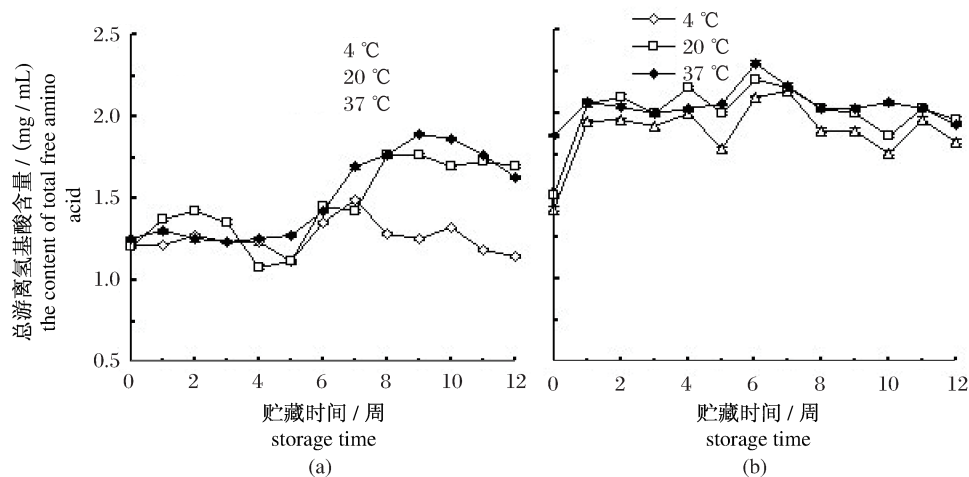 总游离氢基酸含量 / (mg / mL)
the content of total free amino
acid
2.5
2.0
1.5
1.0
0.5
4 ℃
20 ℃
37 ℃
0 2 4 6 8 10 12
贮藏时间 / 周
storage time
(a)
4 ℃
20 ℃
37 ℃
0 2 4 6 8 10 12
贮藏时间 / 周
storage time
(b)